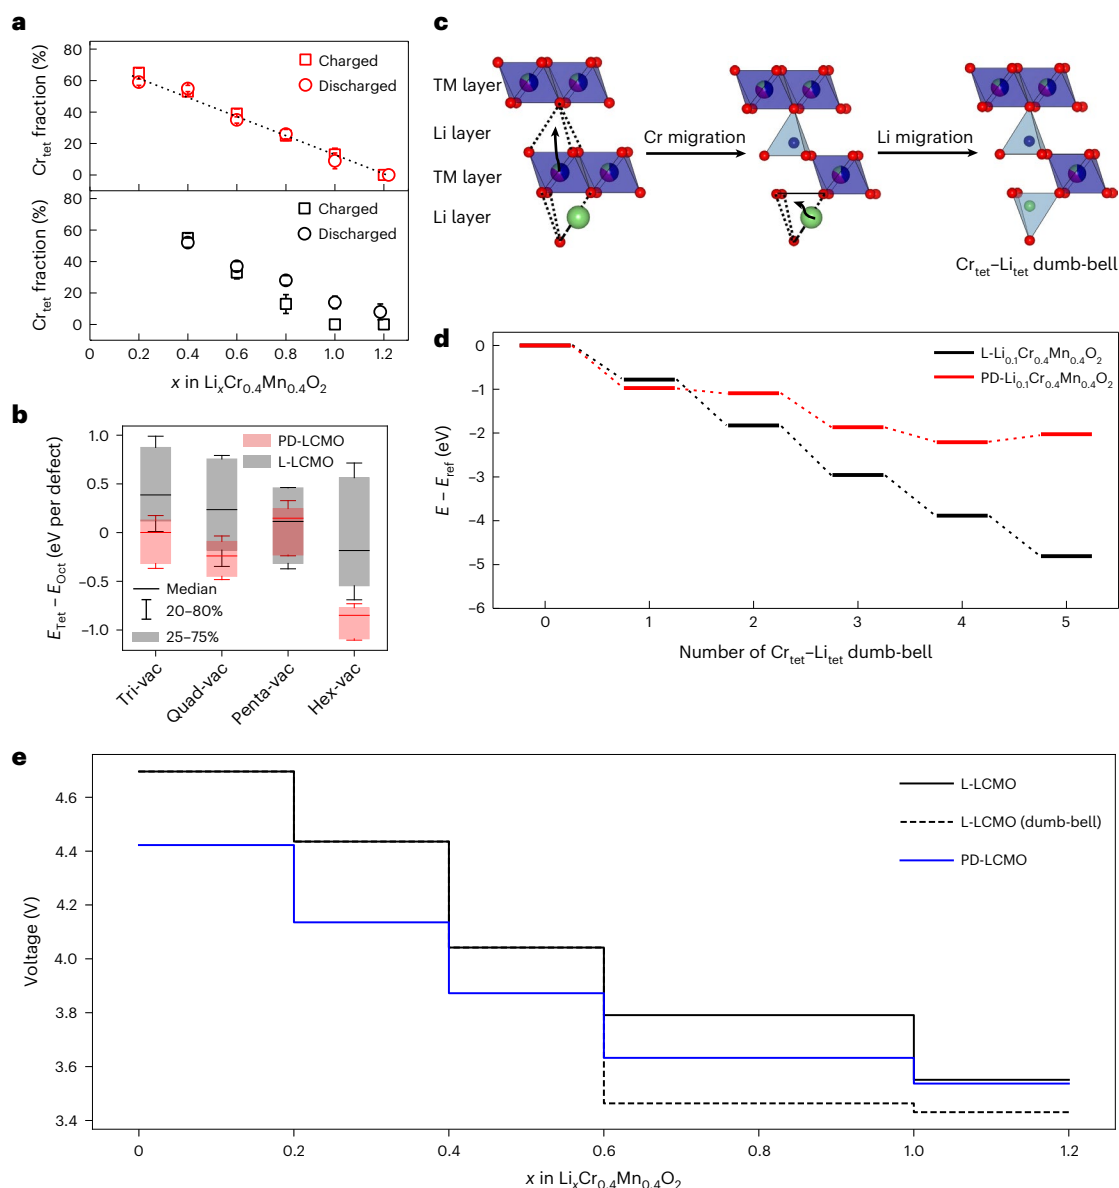 a
80
60
40
20
0
Cr_tet fraction (%)
Charged
Discharged
80
60
40
20
0
Cr_tet fraction (%)
Charged
Discharged
0 0.2 0.4 0.6 0.8 1.0 1.2
x in Li_xCr_0.4Mn_0.4O_2
b
1.0
0.5
0
−0.5
−1.0
E_Tet − E_Oct (eV per defect)
PD-LCMO
L-LCMO
Median
20–80%
25–75%
Tri-vac Quad-vac Penta-vac Hex-vac
c
TM layer
Li layer
TM layer
Li layer
Cr migration
Li migration
Cr_tet–Li_tet dumb-bell
d
0
−1
−2
−3
−4
−5
−6
E − E_ref (eV)
L-Li_0.1Cr_0.4Mn_0.4O_2
PD-Li_0.1Cr_0.4Mn_0.4O_2
0 1 2 3 4 5
Number of Cr_tet–Li_tet dumb-bell
e
4.6
4.4
4.2
4.0
3.8
3.6
3.4
Voltage (V)
L-LCMO
L-LCMO (dumb-bell)
PD-LCMO
0 0.2 0.4 0.6 0.8 1.0 1.2
x in Li_xCr_0.4Mn_0.4O_2